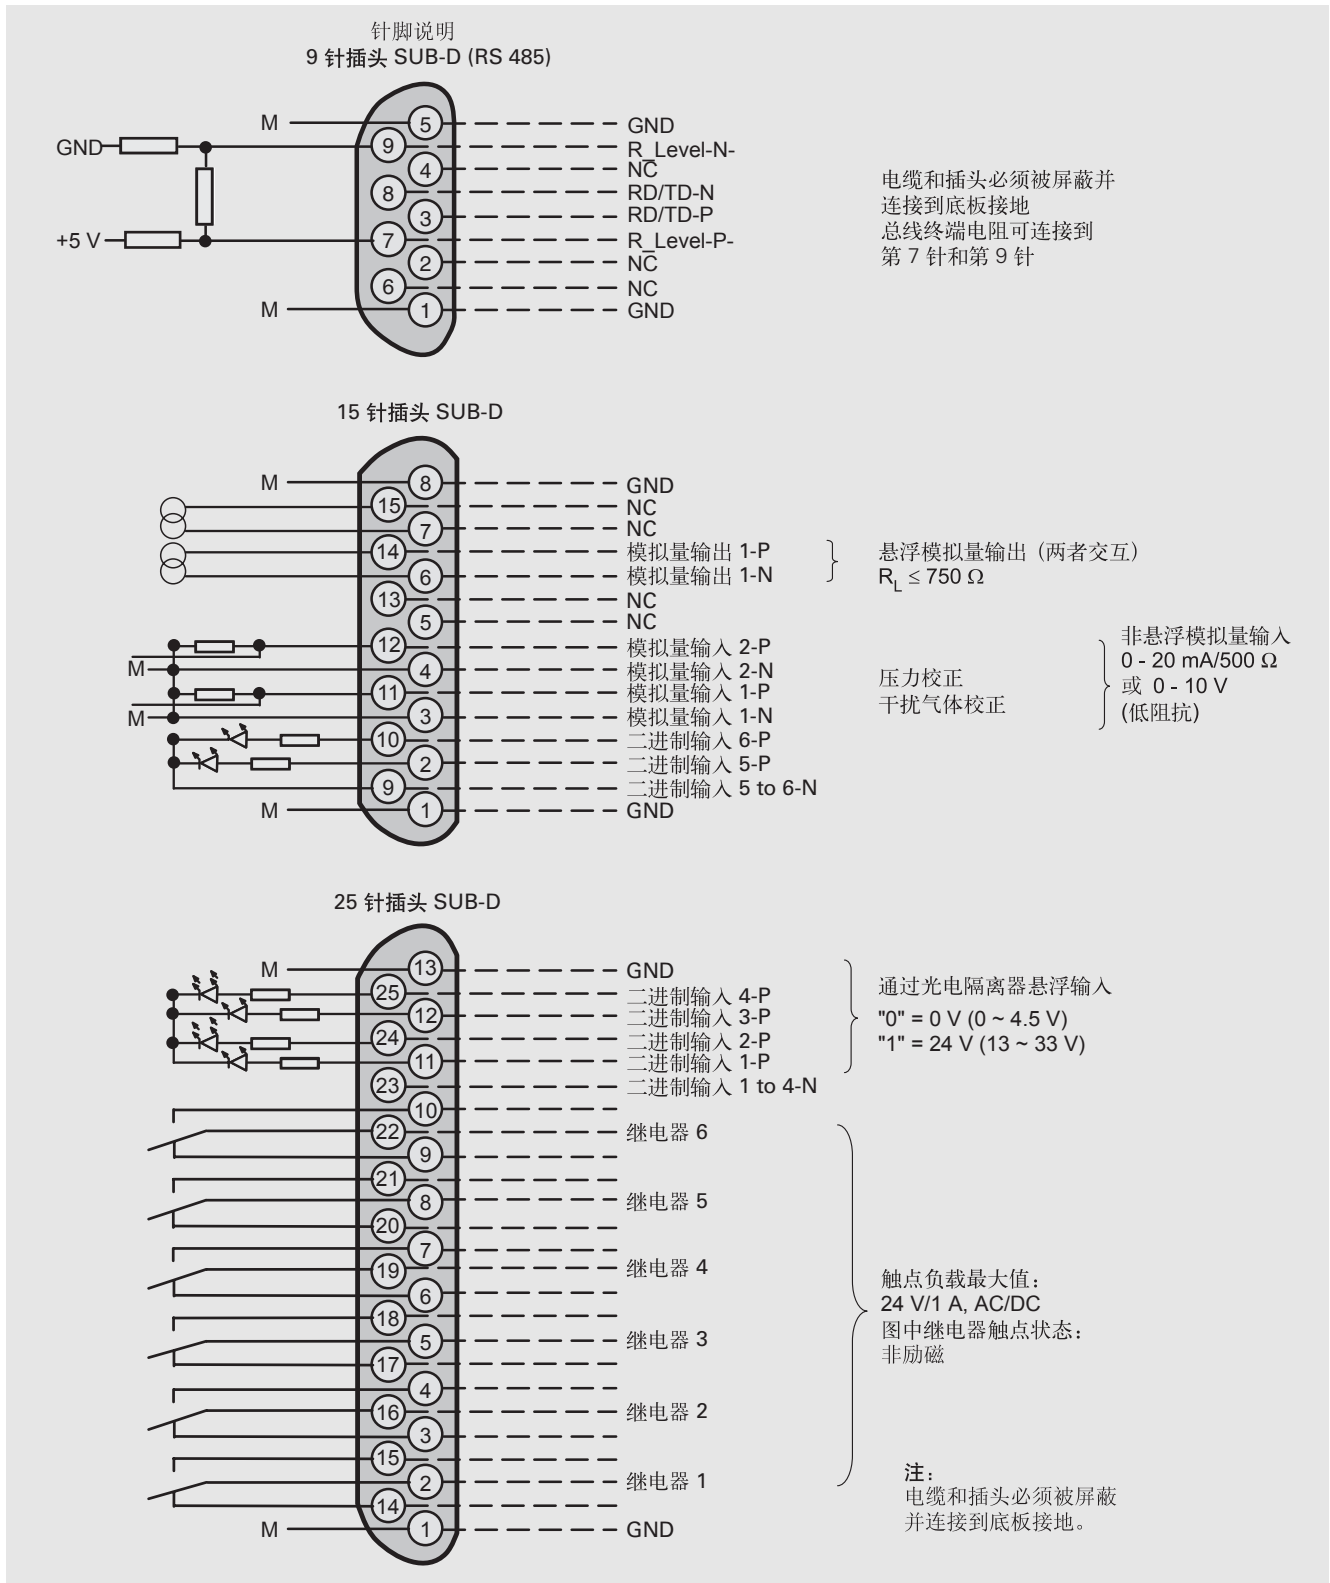 针脚说明
9 针插头 SUB-D (RS 485)
M
5
GND
GND
9
R_Level-N-
4
NC
8
RD/TD-N
3
RD/TD-P
+5 V
7
R_Level-P-
2
NC
6
NC
M
1
GND
电缆和插头必须被屏蔽并
连接到底板接地
总线终端电阻可连接到
第 7 针和第 9 针
15 针插头 SUB-D
M
8
GND
15
NC
7
NC
14
模拟量输出 1-P
6
模拟量输出 1-N
13
NC
5
NC
12
模拟量输入 2-P
M
4
模拟量输入 2-N
11
模拟量输入 1-P
M
3
模拟量输入 1-N
10
二进制输入 6-P
2
二进制输入 5-P
9
二进制输入 5 to 6-N
M
1
GND
悬浮模拟量输出 (两者交互)
RL ≤ 750 Ω
压力校正
干扰气体校正
非悬浮模拟量输入
0 - 20 mA/500 Ω
或 0 - 10 V
(低阻抗)
25 针插头 SUB-D
M
13
GND
25
二进制输入 4-P
12
二进制输入 3-P
24
二进制输入 2-P
11
二进制输入 1-P
23
二进制输入 1 to 4-N
通过光电隔离器悬浮输入
"0" = 0 V (0 ~ 4.5 V)
"1" = 24 V (13 ~ 33 V)
10
22
继电器 6
9
21
8
继电器 5
20
7
19
继电器 4
6
18
5
继电器 3
17
4
16
继电器 2
3
15
2
继电器 1
14
M
1
GND
触点负载最大值：
24 V/1 A, AC/DC
图中继电器触点状态：
非励磁
注：
电缆和插头必须被屏蔽
并连接到底板接地。